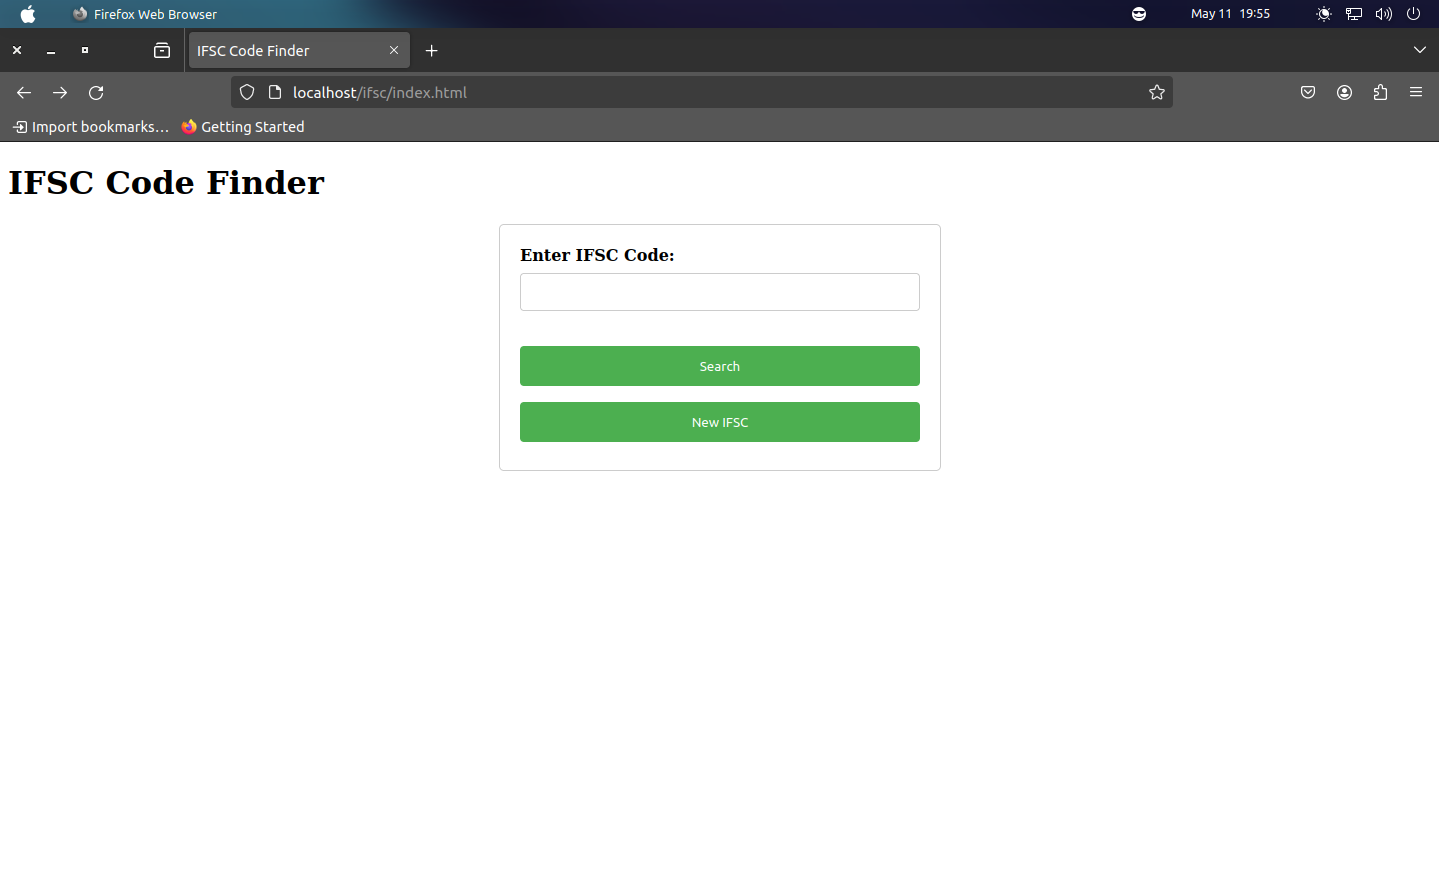 Firefox Web Browser
May 11 19:55
IFSC Code Finder
localhost/ifsc/index.html
Import bookmarks… Getting Started
IFSC Code Finder
Enter IFSC Code:
Search
New IFSC